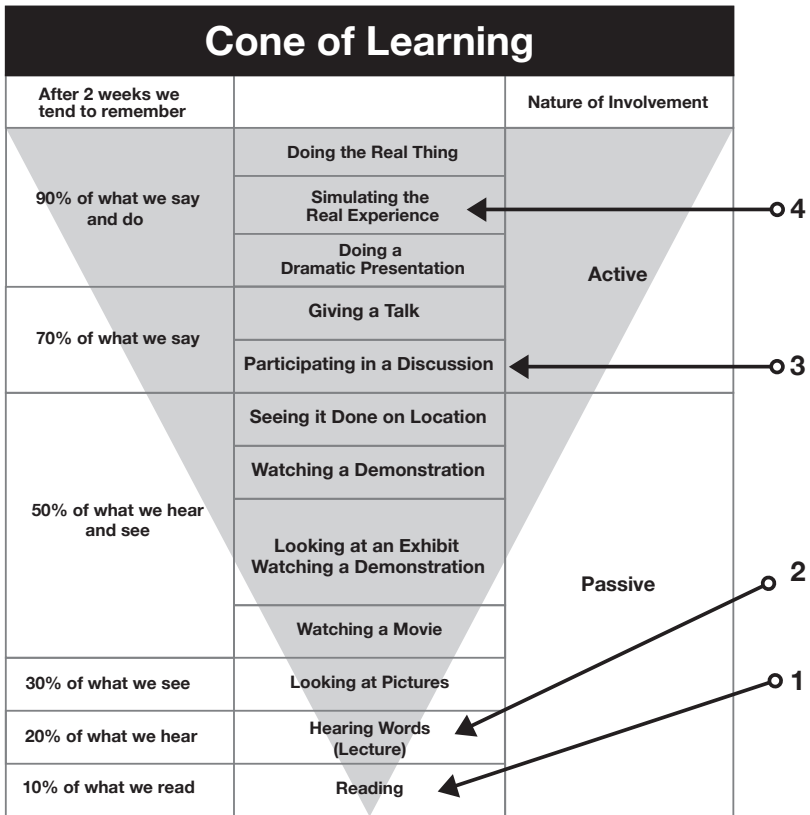 Cone of Learning
After 2 weeks we
tend to remember
Nature of Involvement
90% of what we say
and do
Doing the Real Thing
Simulating the
Real Experience
4
Doing a
Dramatic Presentation
Active
70% of what we say
Giving a Talk
Participating in a Discussion
3
50% of what we hear
and see
Seeing it Done on Location
Watching a Demonstration
Looking at an Exhibit
Watching a Demonstration
Watching a Movie
Passive
2
30% of what we see
Looking at Pictures
1
20% of what we hear
Hearing Words
(Lecture)
10% of what we read
Reading